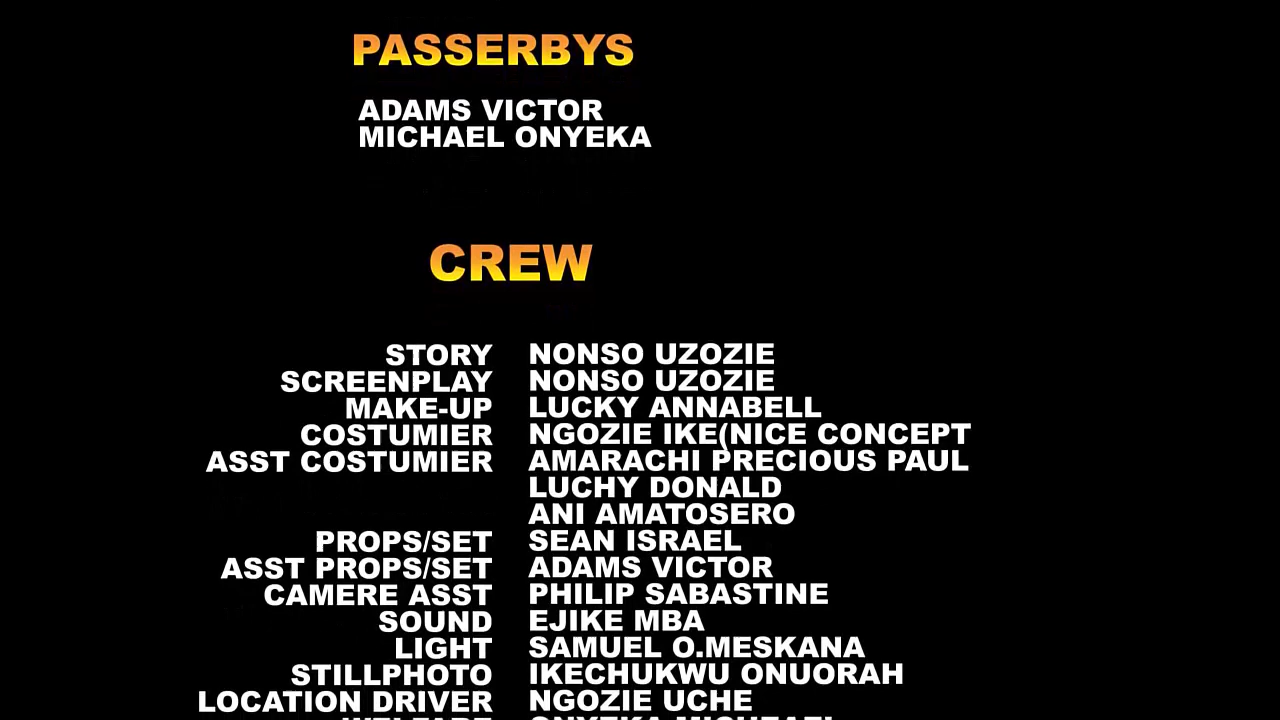 PASSERBYS
ADAMS VICTOR
MICHAEL ONYEKA
CREW
STORY NONSO UZOZIE
SCREENPLAY NONSO UZOZIE
MAKE-UP LUCKY ANNABELL
COSTUMIER NGOZIE IKE(NICE CONCEPT
ASST COSTUMIER AMARACHI PRECIOUS PAUL
LUCHY DONALD
ANI AMATOSERO
PROPS/SET SEAN ISRAEL
ASST PROPS/SET ADAMS VICTOR
CAMERE ASST PHILIP SABASTINE
SOUND EJIKE MBA
LIGHT SAMUEL O.MESKANA
STILLPHOTO IKECHUKWU ONUORAH
LOCATION DRIVER NGOZIE UCHE
WELFARE ONYEKA